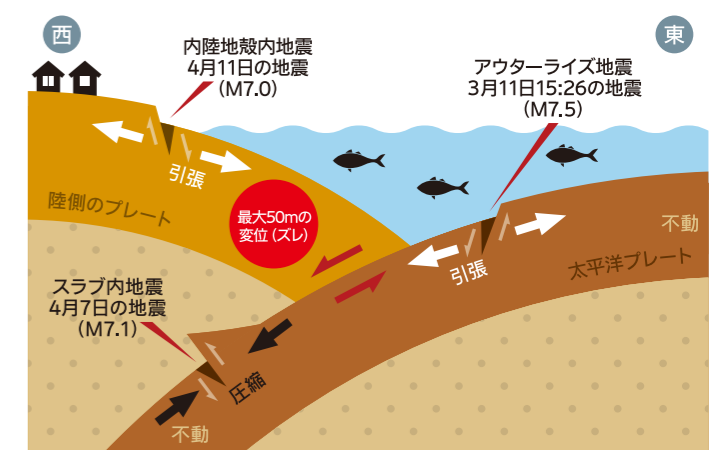 西
東
内陸地殻内地震
4月11日の地震
(M7.0)
アウターライズ地震
3月11日15:26の地震
(M7.5)
引張
陸側のプレート
最大50mの
変位(ズレ)
不動
引張
太平洋プレート
スラブ内地震
4月7日の地震
(M7.1)
圧縮
不動